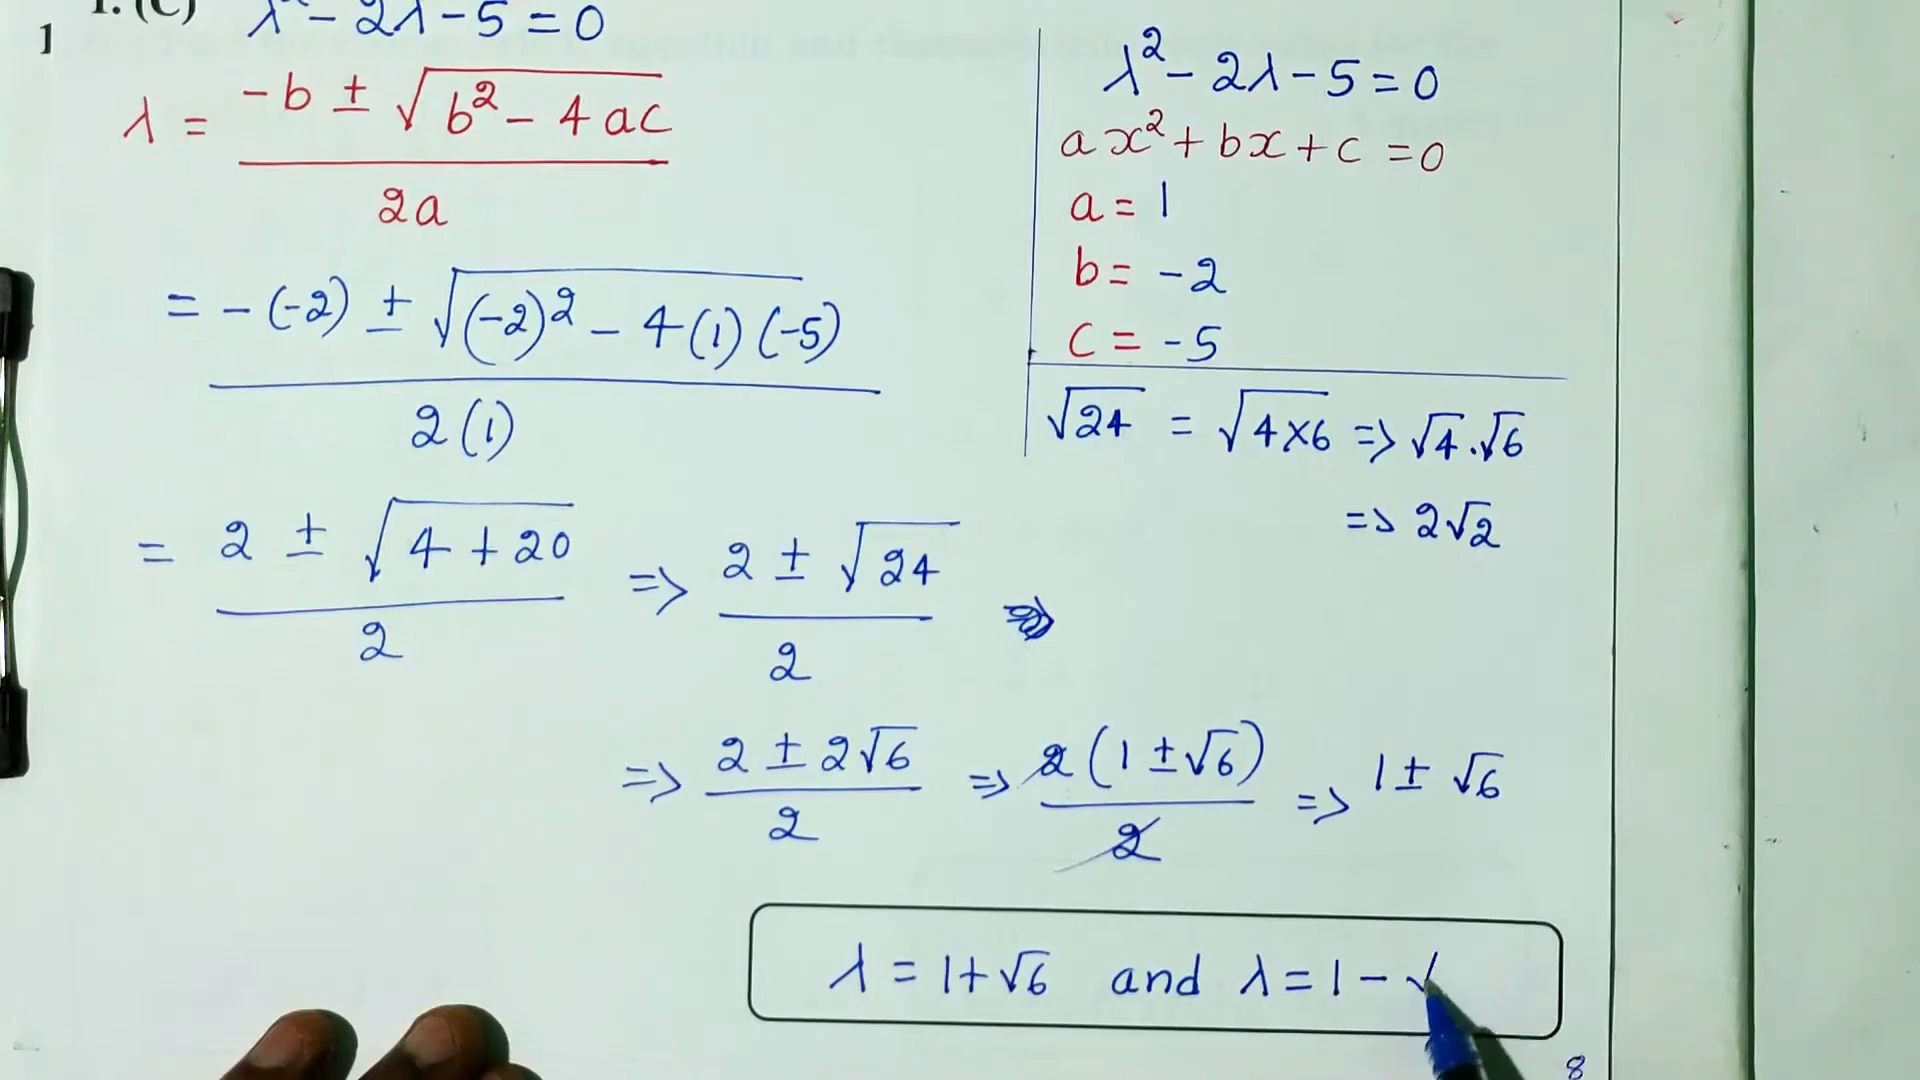 1. (C) λ² - 2λ - 5 = 0
1
λ = -b ± √b² - 4ac
2a
= -(-2) ± √(-2)² - 4(1)(-5)
2(1)
= 2 ± √4+20 => 2 ± √24
2 2
=> 2 ± 2√6 => 2(1 ± √6) => 1 ± √6
2 2
λ² - 2λ - 5 = 0
ax² + bx + c = 0
a = 1
b = -2
c = -5
√24 = √4×6 => √4.√6
=> 2√2
λ = 1+√6 and λ = 1 - √
8